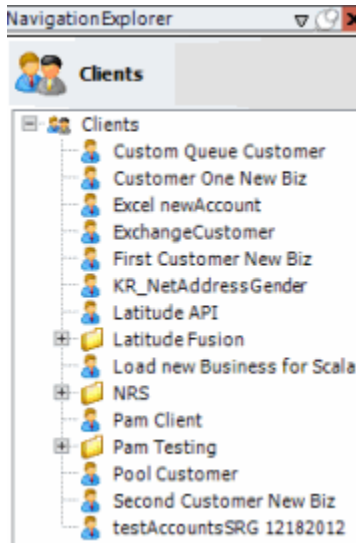 NavigationExplorer
Clients
Clients
Custom Queue Customer
Customer One New Biz
Excel newAccount
ExchangeCustomer
First Customer New Biz
KR_NetAddressGender
Latitude API
Latitude Fusion
Load new Business for Scala
NRS
Pam Client
Pam Testing
Pool Customer
Second Customer New Biz
testAccountsSRG 12182012